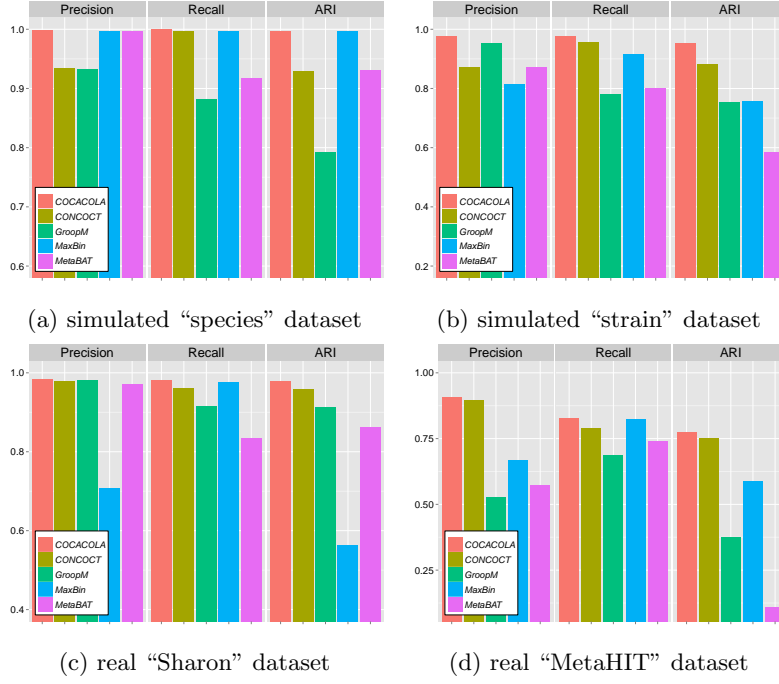 Precision Recall ARI
1.0
0.9
0.8
0.7
0.6
COCACOLA
CONCOCT
GroopM
MaxBin
MetaBAT
(a) simulated “species” dataset
Precision Recall ARI
1.0
0.8
0.6
0.4
0.2
COCACOLA
CONCOCT
GroopM
MaxBin
MetaBAT
(b) simulated “strain” dataset
Precision Recall ARI
1.0
0.8
0.6
0.4
COCACOLA
CONCOCT
GroopM
MaxBin
MetaBAT
(c) real “Sharon” dataset
Precision Recall ARI
1.00
0.75
0.50
0.25
COCACOLA
CONCOCT
GroopM
MaxBin
MetaBAT
(d) real “MetaHIT” dataset